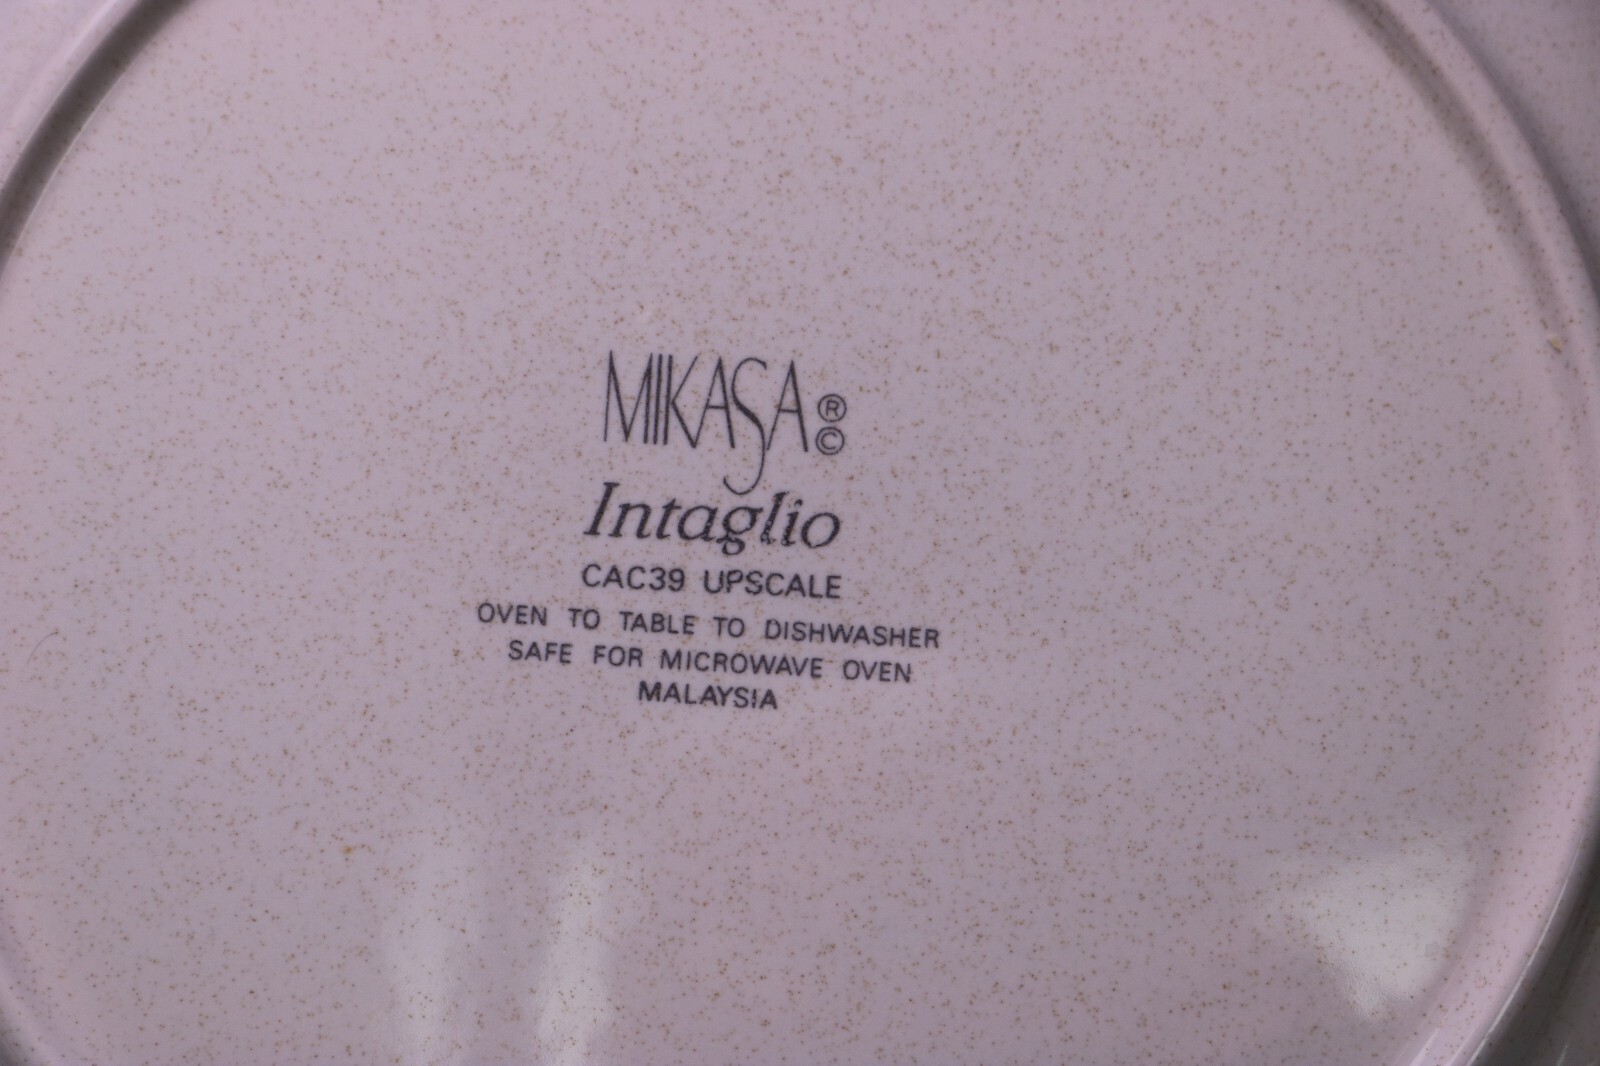 MIKASA ® ©
Intaglio
CAC39 UPSCALE
OVEN TO TABLE TO DISHWASHER
SAFE FOR MICROWAVE OVEN
MALAYSIA